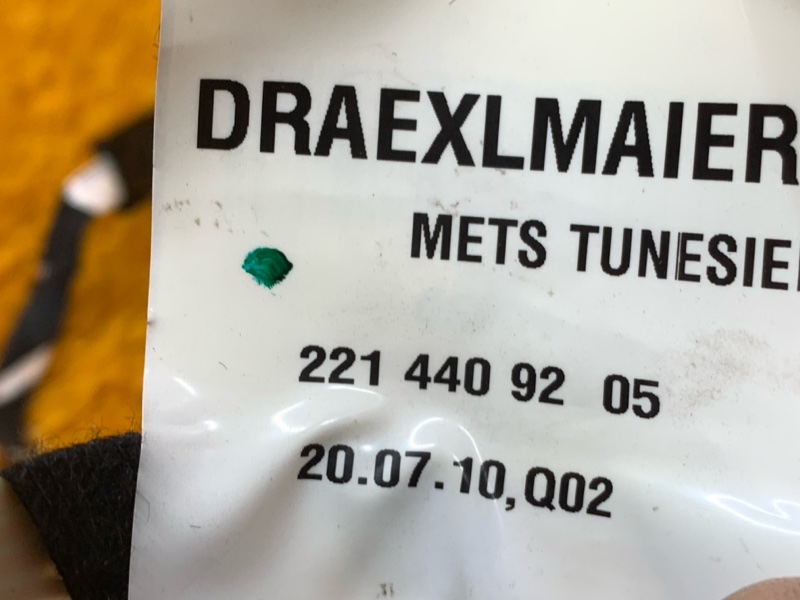 DRAEXLMAIER
METS TUNESIE
221 440 92 05
20.07.10,Q02